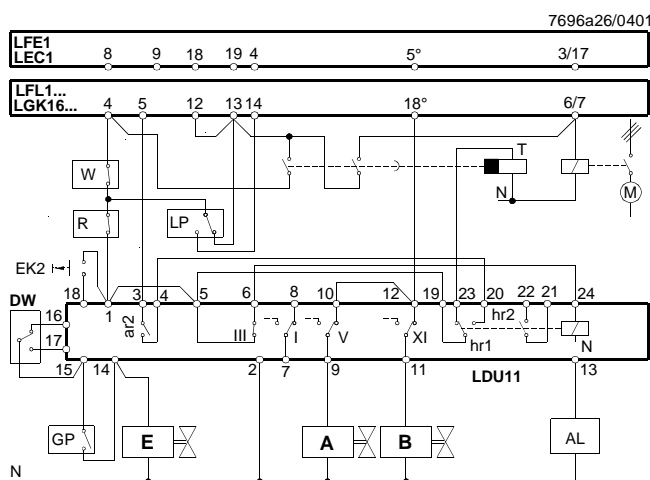 7696a26/0401
LFE1
LEC1
8 9 18 19 4 5° 3/17
LFL1...
LGK16...
4 5 12 13 14 18° 6/7
T
W
N
M
R
LP
EK2
DW
18 1 3 4 5 6 8 10 12 19 23 20 22 21 24
16
17
ar2
III
I
V
XI
hr1
hr2
N
15 14 2 7 9 11 LDU11 13
GP
E
A
B
AL
N